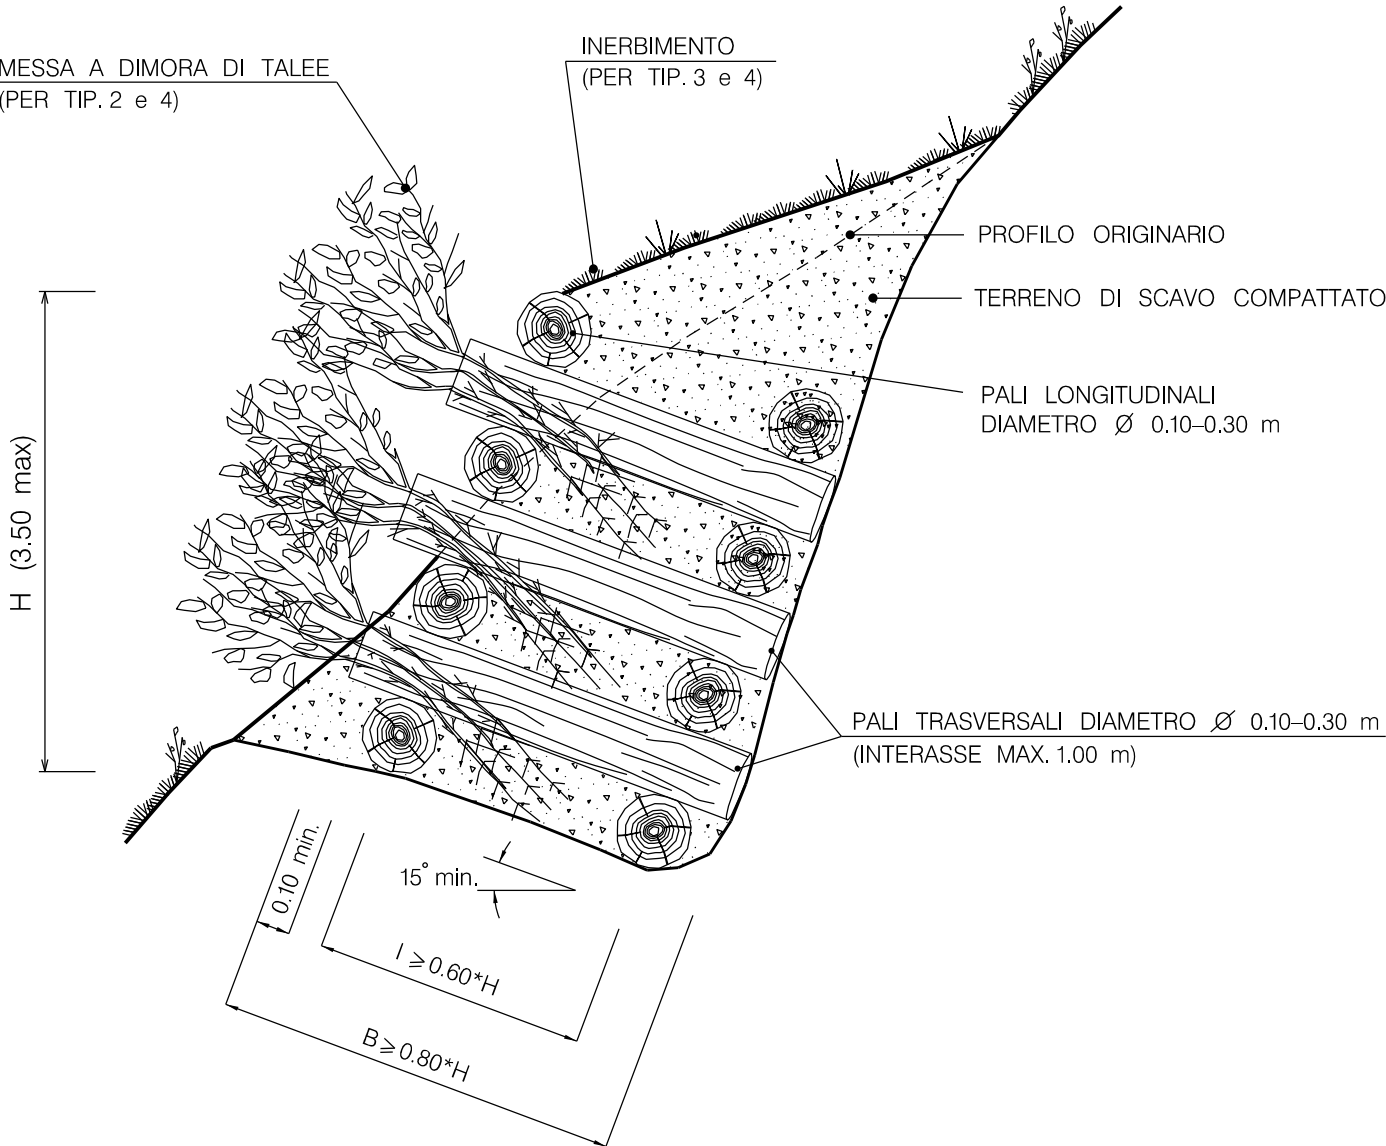 MESSA A DIMORA DI TALEE
(PER TIP. 2 e 4)
INERBIMENTO
(PER TIP. 3 e 4)
PROFILO ORIGINARIO
TERRENO DI SCAVO COMPATTATO
PALI LONGITUDINALI
DIAMETRO Ø 0.10–0.30 m
H (3.50 max)
PALI TRASVERSALI DIAMETRO Ø 0.10–0.30 m
(INTERASSE MAX. 1.00 m)
0.10 min.
15° min.
I ⩾ 0.60*H
B ⩾ 0.80*H